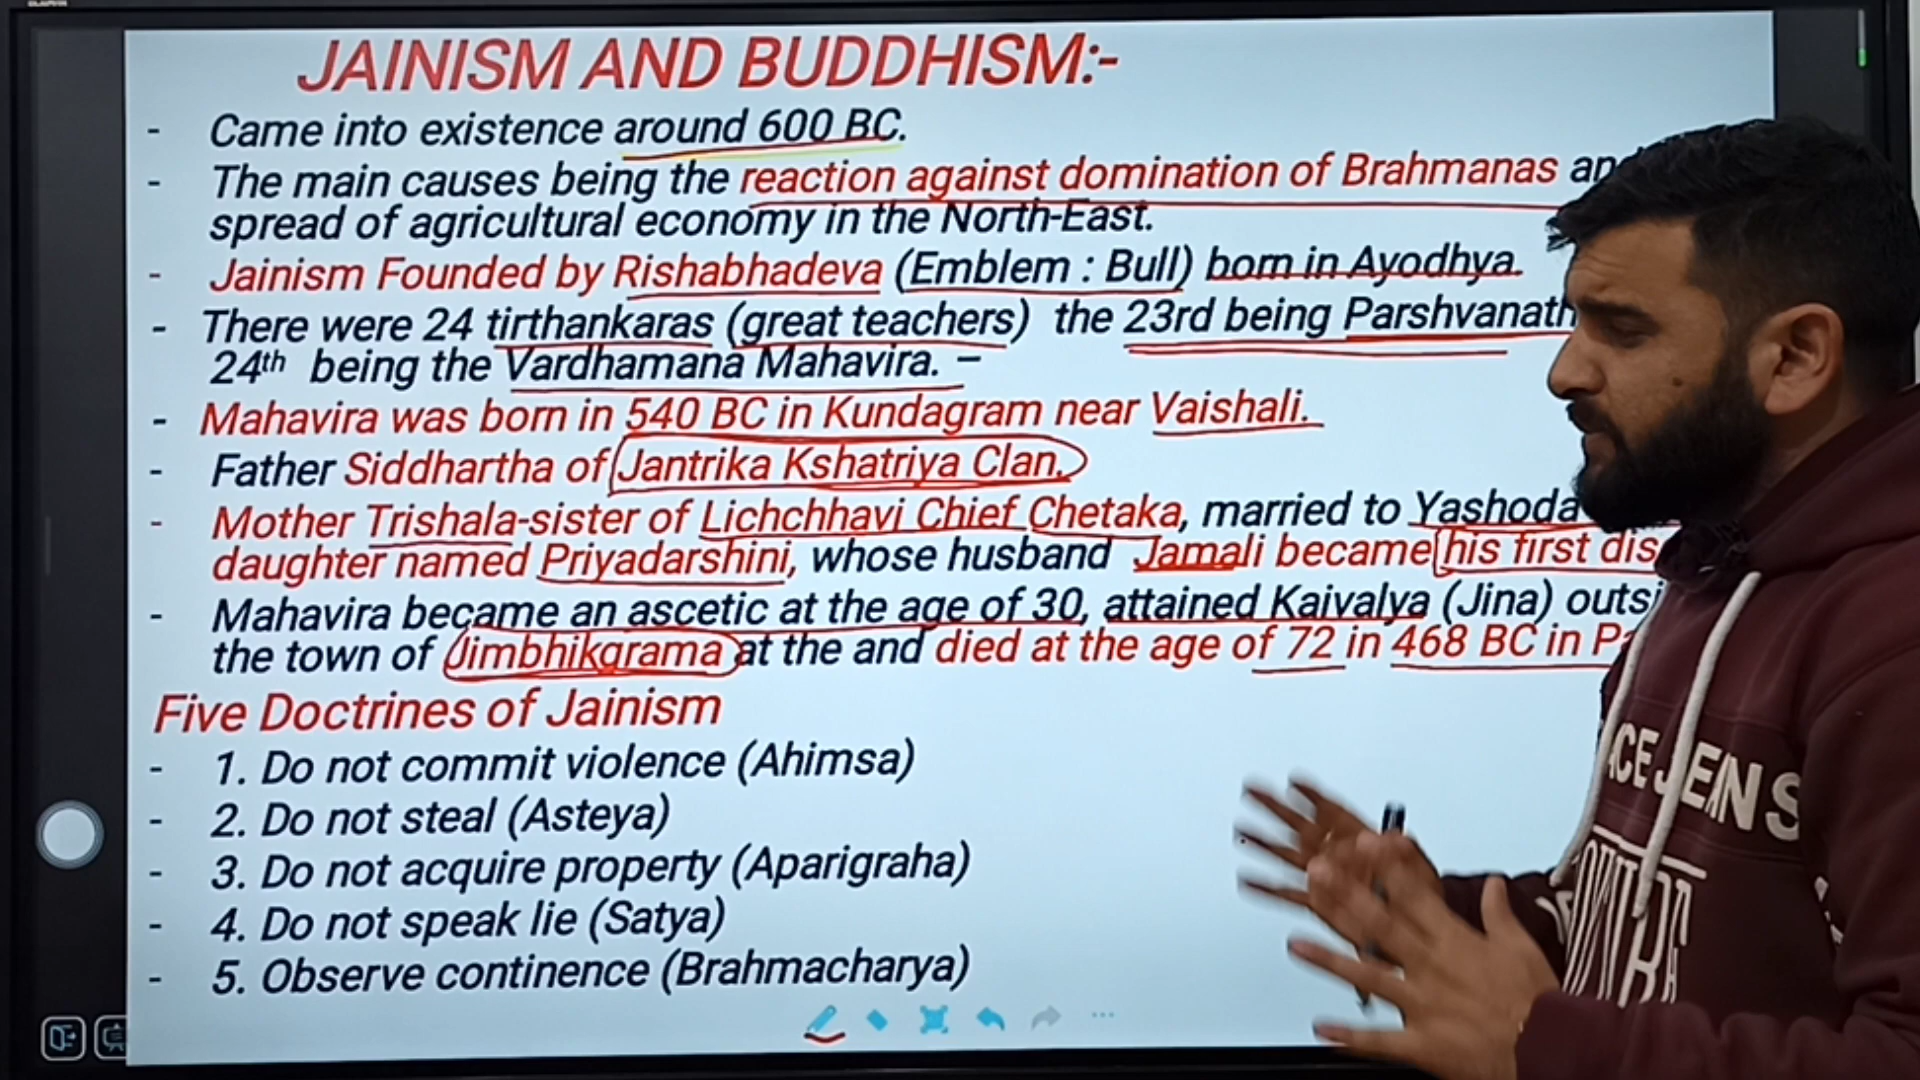 JAINISM AND BUDDHISM:-
- Came into existence around 600 BC.
- The main causes being the reaction against domination of Brahmanas and
spread of agricultural economy in the North-East.
- Jainism Founded by Rishabhadeva (Emblem : Bull) born in Ayodhya.
- There were 24 tirthankaras (great teachers) the 23rd being Parshvanath
24th being the Vardhamana Mahavira. –
- Mahavira was born in 540 BC in Kundagram near Vaishali.
- Father Siddhartha of Jantrika Kshatriya Clan.
- Mother Trishala-sister of Lichchhavi Chief Chetaka, married to Yashoda
daughter named Priyadarshini, whose husband Jamali became his first
- Mahavira became an ascetic at the age of 30, attained Kaivalya (Jina)
the town of Jimbhikgrama at the and died at the age of 72 in 468 BC in
Five Doctrines of Jainism
- 1. Do not commit violence (Ahimsa)
- 2. Do not steal (Asteya)
- 3. Do not acquire property (Aparigraha)
- 4. Do not speak lie (Satya)
- 5. Observe continence (Brahmacharya)
JEANS